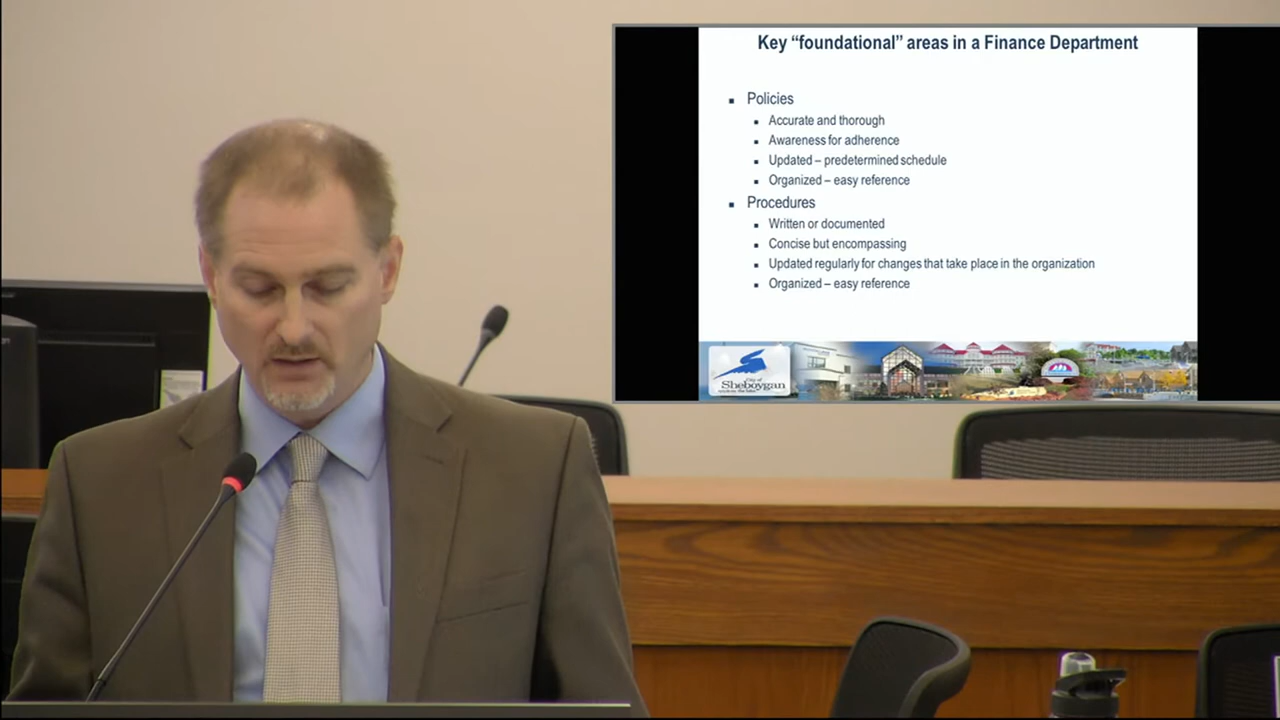 Key “foundational” areas in a Finance Department
▪ Policies
▪ Accurate and thorough
▪ Awareness for adherence
▪ Updated – predetermined schedule
▪ Organized – easy reference
▪ Procedures
▪ Written or documented
▪ Concise but encompassing
▪ Updated regularly for changes that take place in the organization
▪ Organized – easy reference
City of
Sheboygan